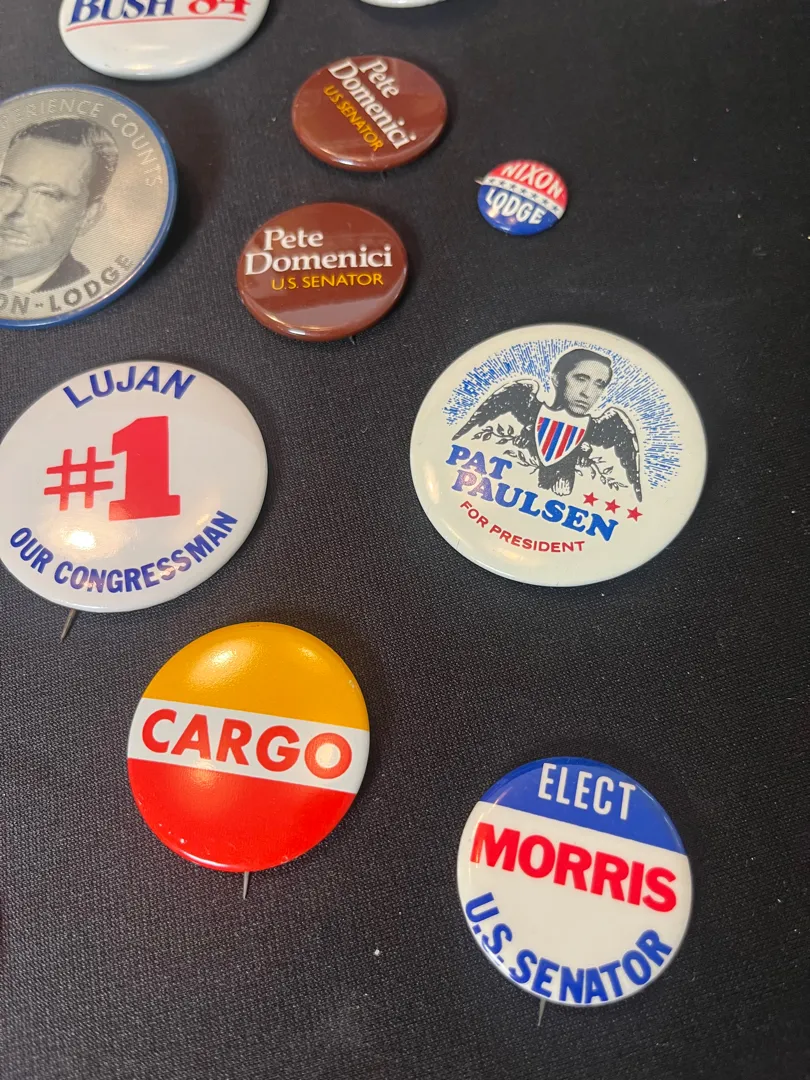 BUSH '84
Pete
Domenici
U.S. SENATOR
NIXON
LODGE
PERIENCE COUNTS
ON-LODGE
Pete
Domenici
U.S. SENATOR
LUJAN
#1
OUR CONGRESSMAN
PAT
PAULSEN
FOR PRESIDENT
CARGO
ELECT
MORRIS
U.S. SENATOR